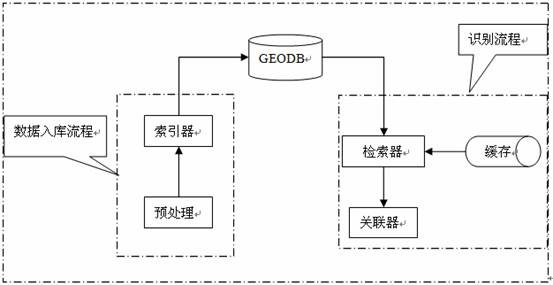 识别流程
GEODB
数据入库流程
索引器
检索器
缓存
预处理
关联器